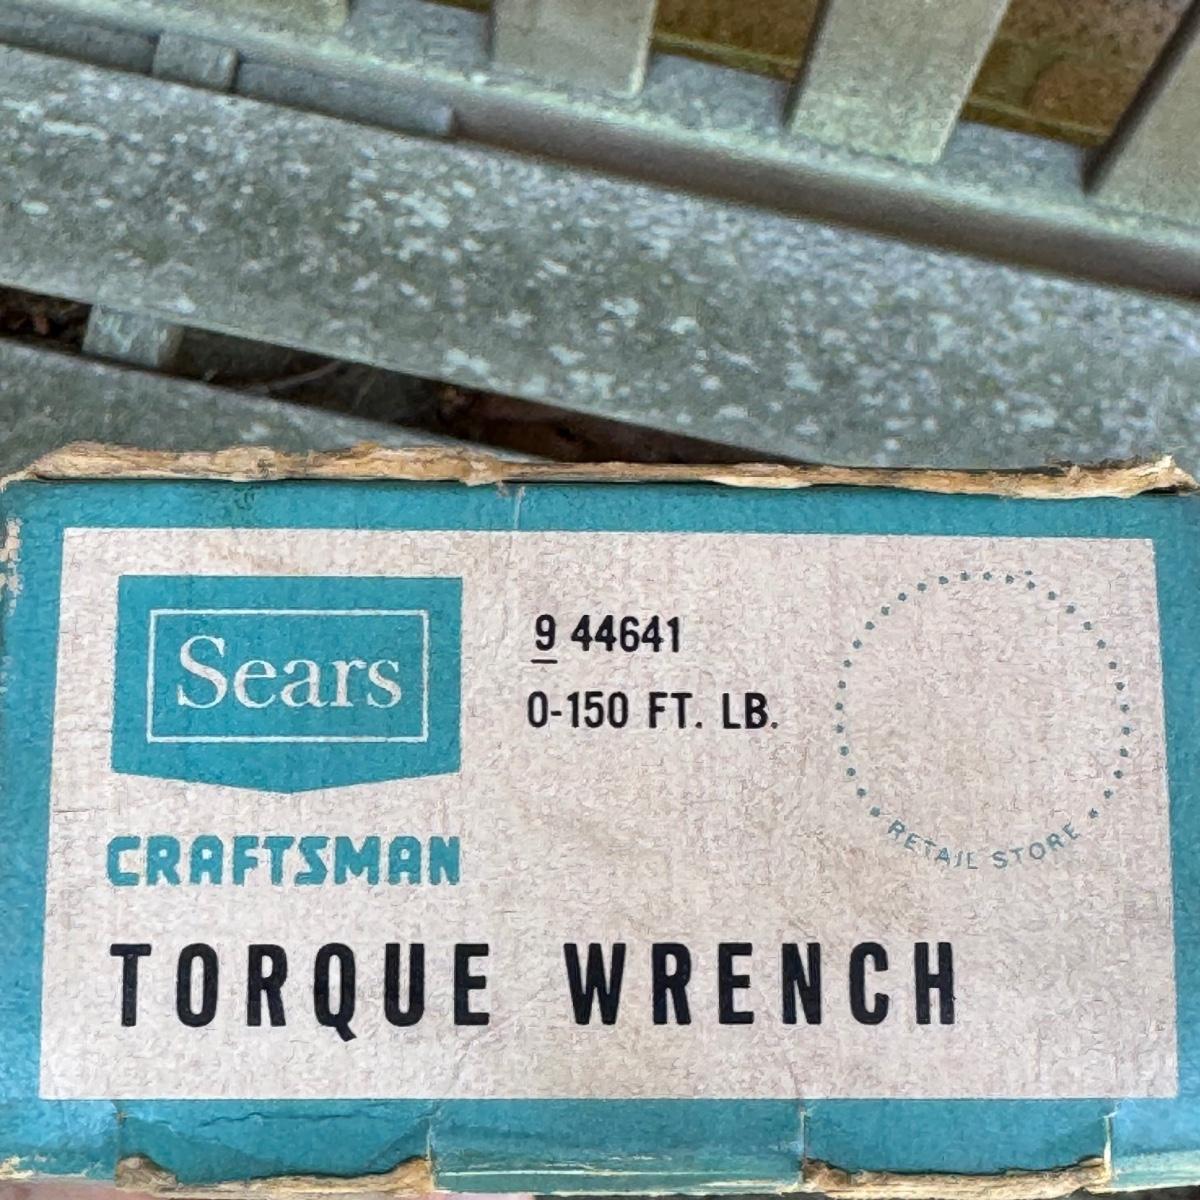 Sears
CRAFTSMAN
9 44641
0-150 FT. LB.
RETAIL STORE
TORQUE WRENCH